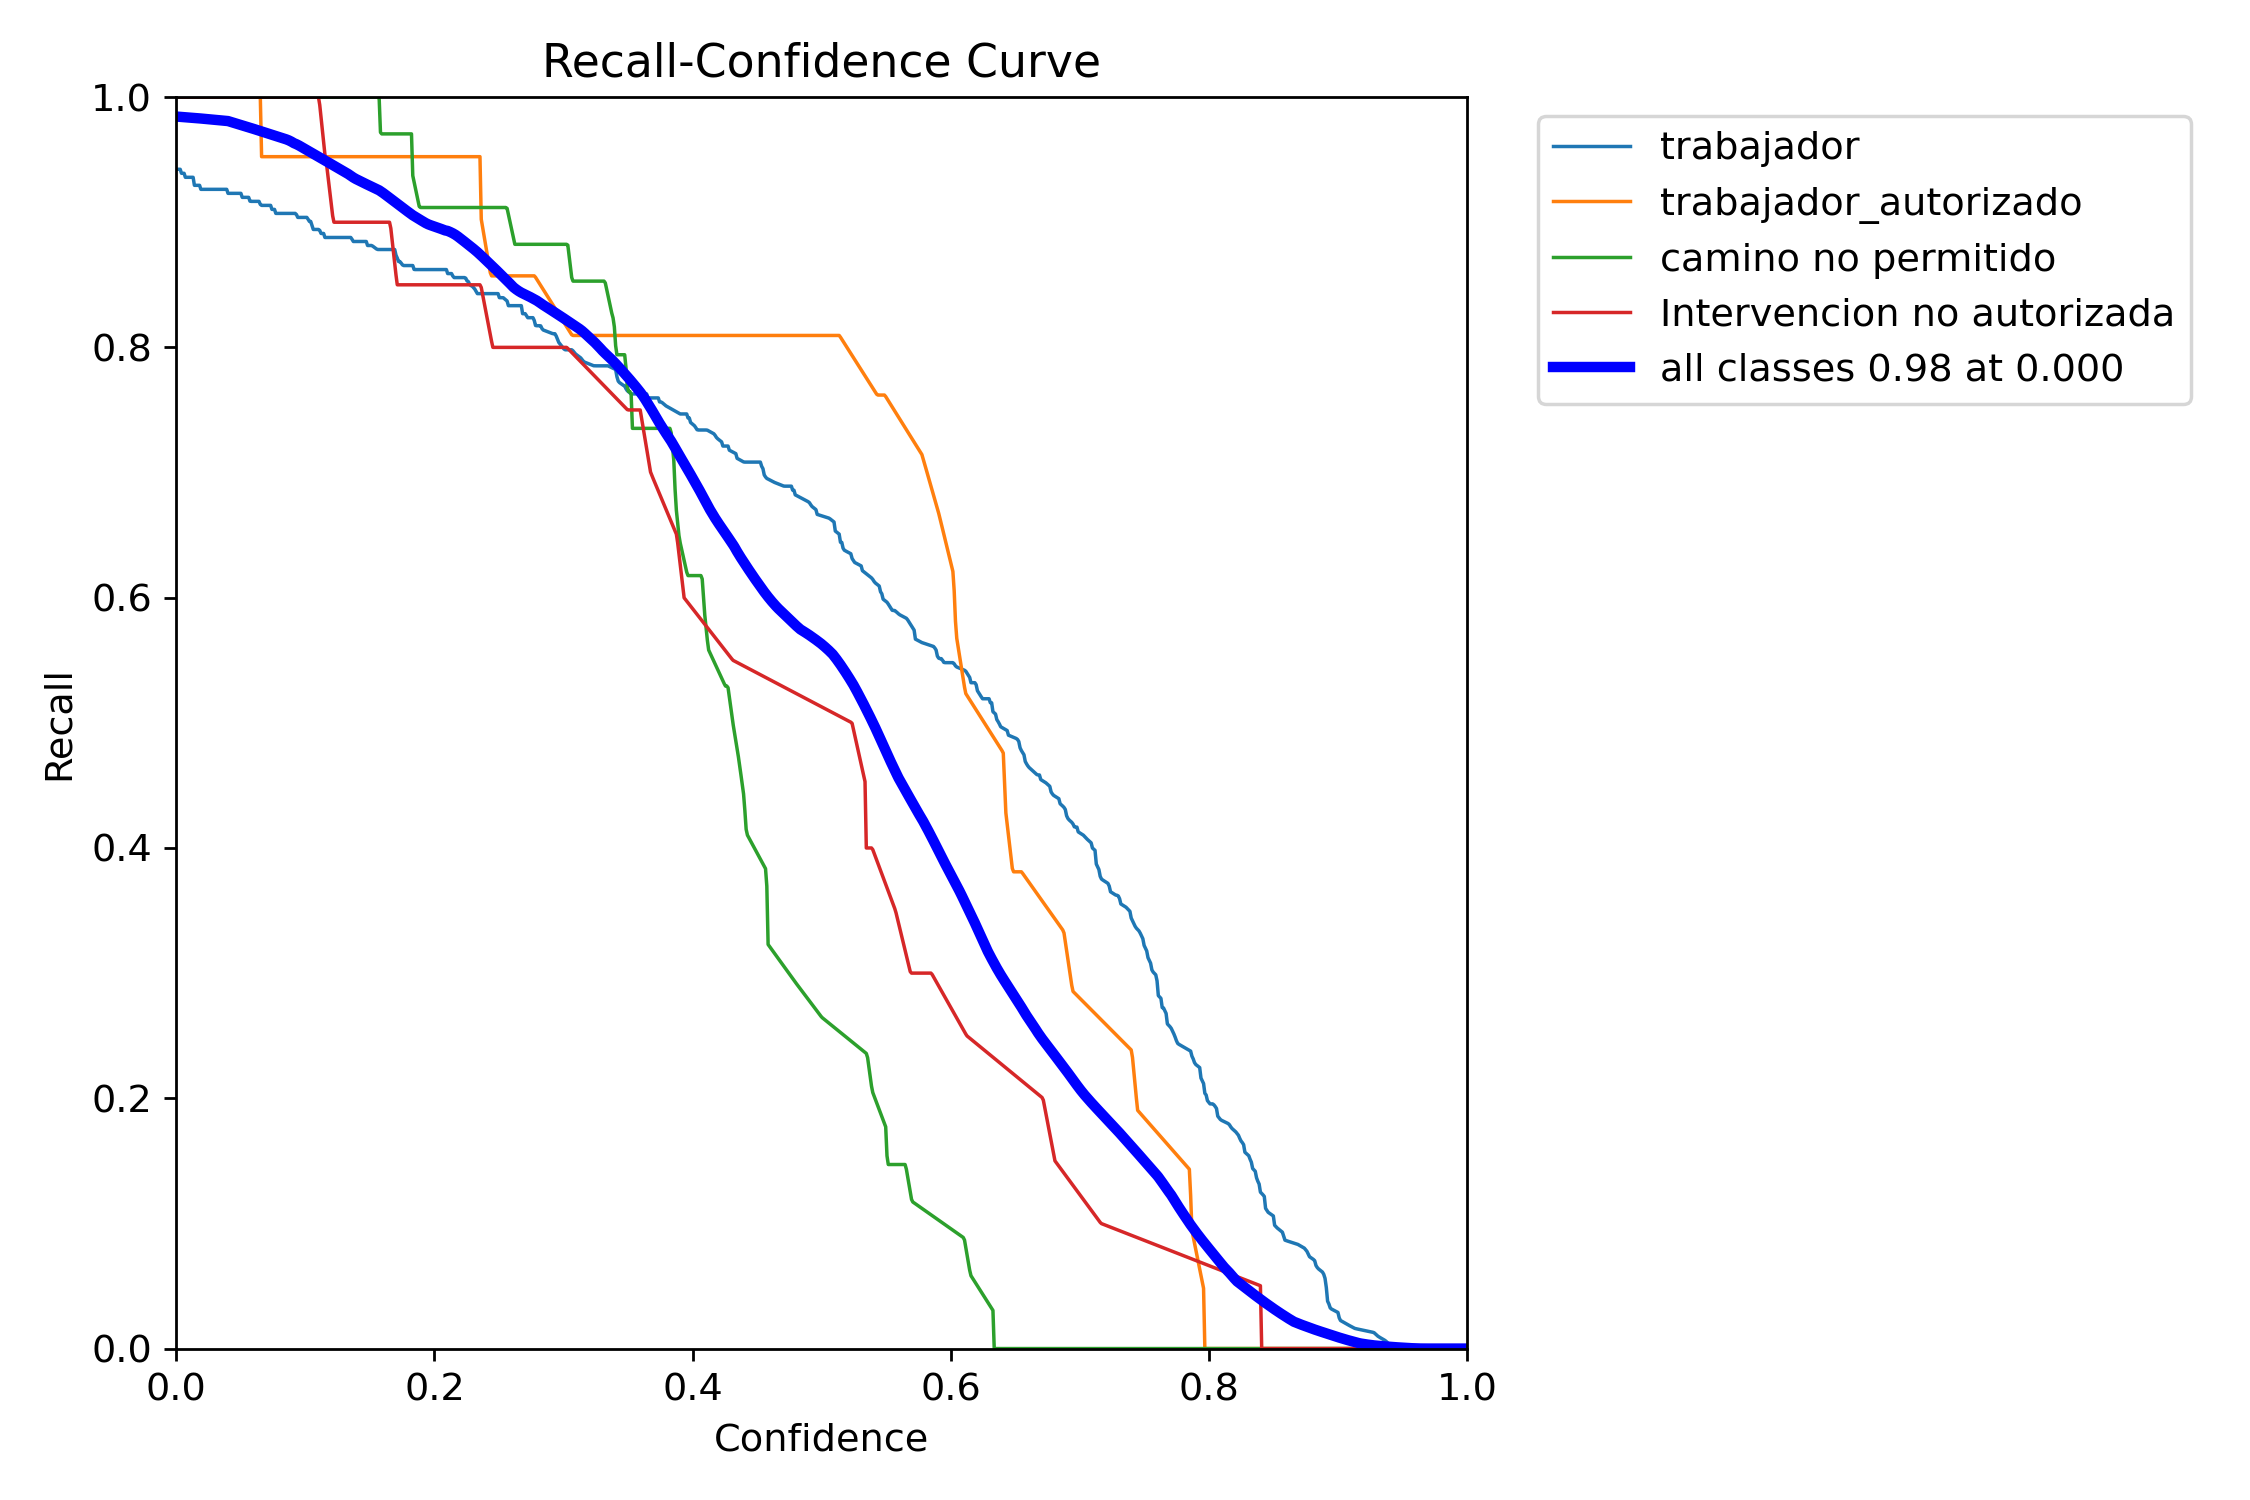 Recall-Confidence Curve
1.0
0.8
0.6
0.4
0.2
0.0
Recall
0.0 0.2 0.4 0.6 0.8 1.0
Confidence
trabajador
trabajador_autorizado
camino no permitido
Intervencion no autorizada
all classes 0.98 at 0.000